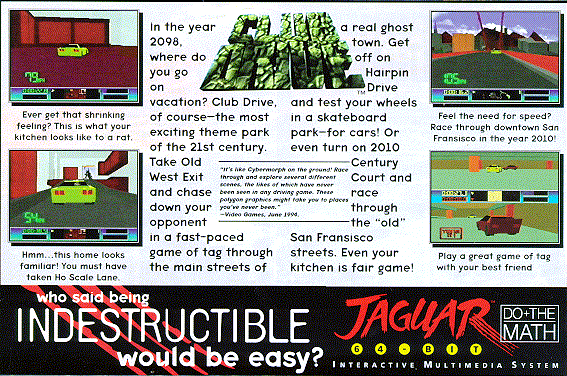 79 MPH
Ever get that shrinking
feeling? This is what your
kitchen looks like to a rat.
54
Hmm...this home looks
familiar! You must have
taken Ho Scale Lane.
CLUB
DRIVE
™
In the year
2098,
where do
you go
on
vacation? Club Drive,
of course—the most
exciting theme park
of the 21st century.
Take Old
West Exit
and chase
down your
opponent
in a fast-paced
game of tag through
the main streets of
a real ghost
town. Get
off on
Hairpin
Drive
and test your wheels
in a skateboard
park—for cars! Or
even turn on 2010
Century
Court and
race
through
the "old"
San Fransisco
streets. Even your
kitchen is fair game!
"It's like Cybermorph on the ground! Race
through and explore several different
scenes, the likes of which have never
been seen in any driving game. These
polygon graphics might take you to places
you've never been."
—Video Games, June 1994.
105
Feel the need for speed?
Race through downtown San
Fransisco in the year 2010!
Play a great game of tag
with your best friend
who said being
INDESTRUCTIBLE
would be easy?
JAGUAR
64-BIT
INTERACTIVE MULTIMEDIA SYSTEM
DO+THE
MATH